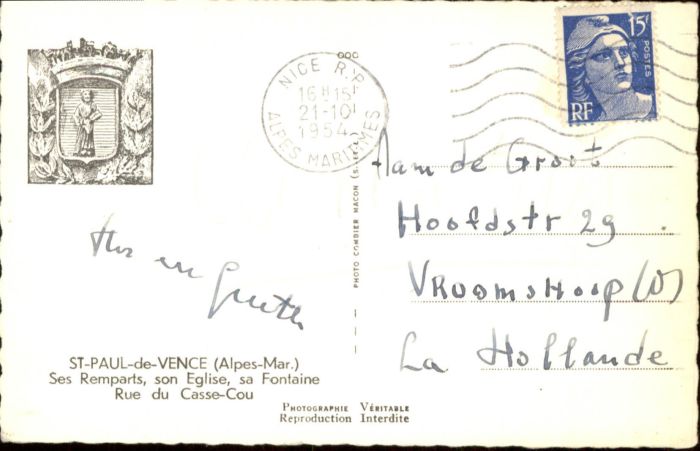 15F
POSTES
RF
NICE R.P
16H15
21-10
1954
ALPES MARITIMES
de Groot
Hoofdstr 29.
Vroomshoop (O)
La Hollande
en
PHOTO COMBIER MACON
ST-PAUL-de-VENCE (Alpes-Mar.)
Ses Remparts, son Eglise, sa Fontaine
Rue du Casse-Cou
PHOTOGRAPHIE VÉRITABLE
Reproduction Interdite